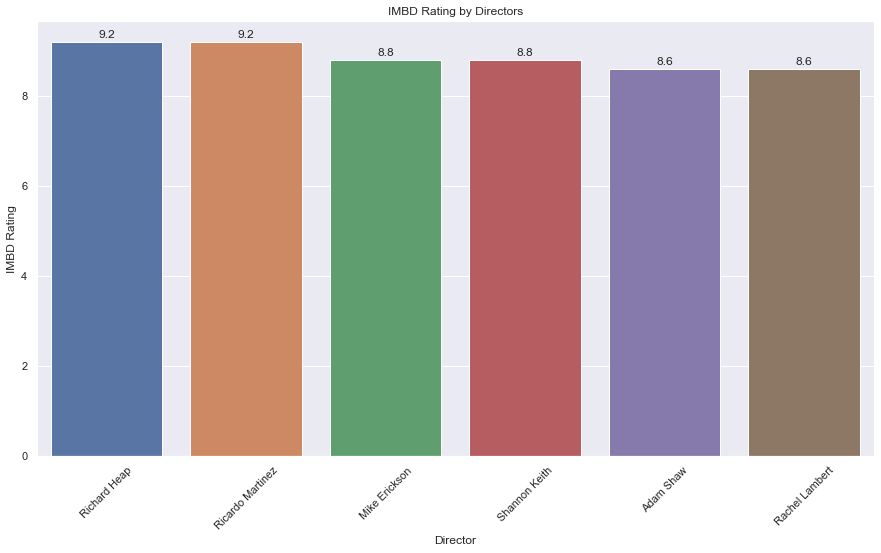 IMBD Rating by Directors
9.2
9.2
8.8
8.8
8.6
8.6
8
6
4
2
0
IMBD Rating
Richard Heap
Ricardo Martinez
Mike Erickson
Shannon Keith
Adam Shaw
Rachel Lambert
Director